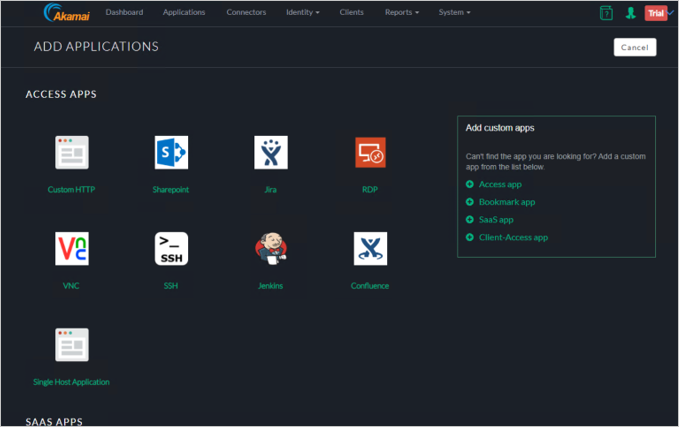 Akamai Dashboard Applications Connectors Identity Clients Reports System ? Trial
ADD APPLICATIONS Cancel
ACCESS APPS
Add custom apps
Can't find the app you are looking for? Add a custom
app from the list below.
Access app
Bookmark app
SaaS app
Client-Access app
S
Custom HTTP Sharepoint Jira RDP
VNC >_ SSH
VNC SSH Jenkins Confluence
Single Host Application
SAAS APPS